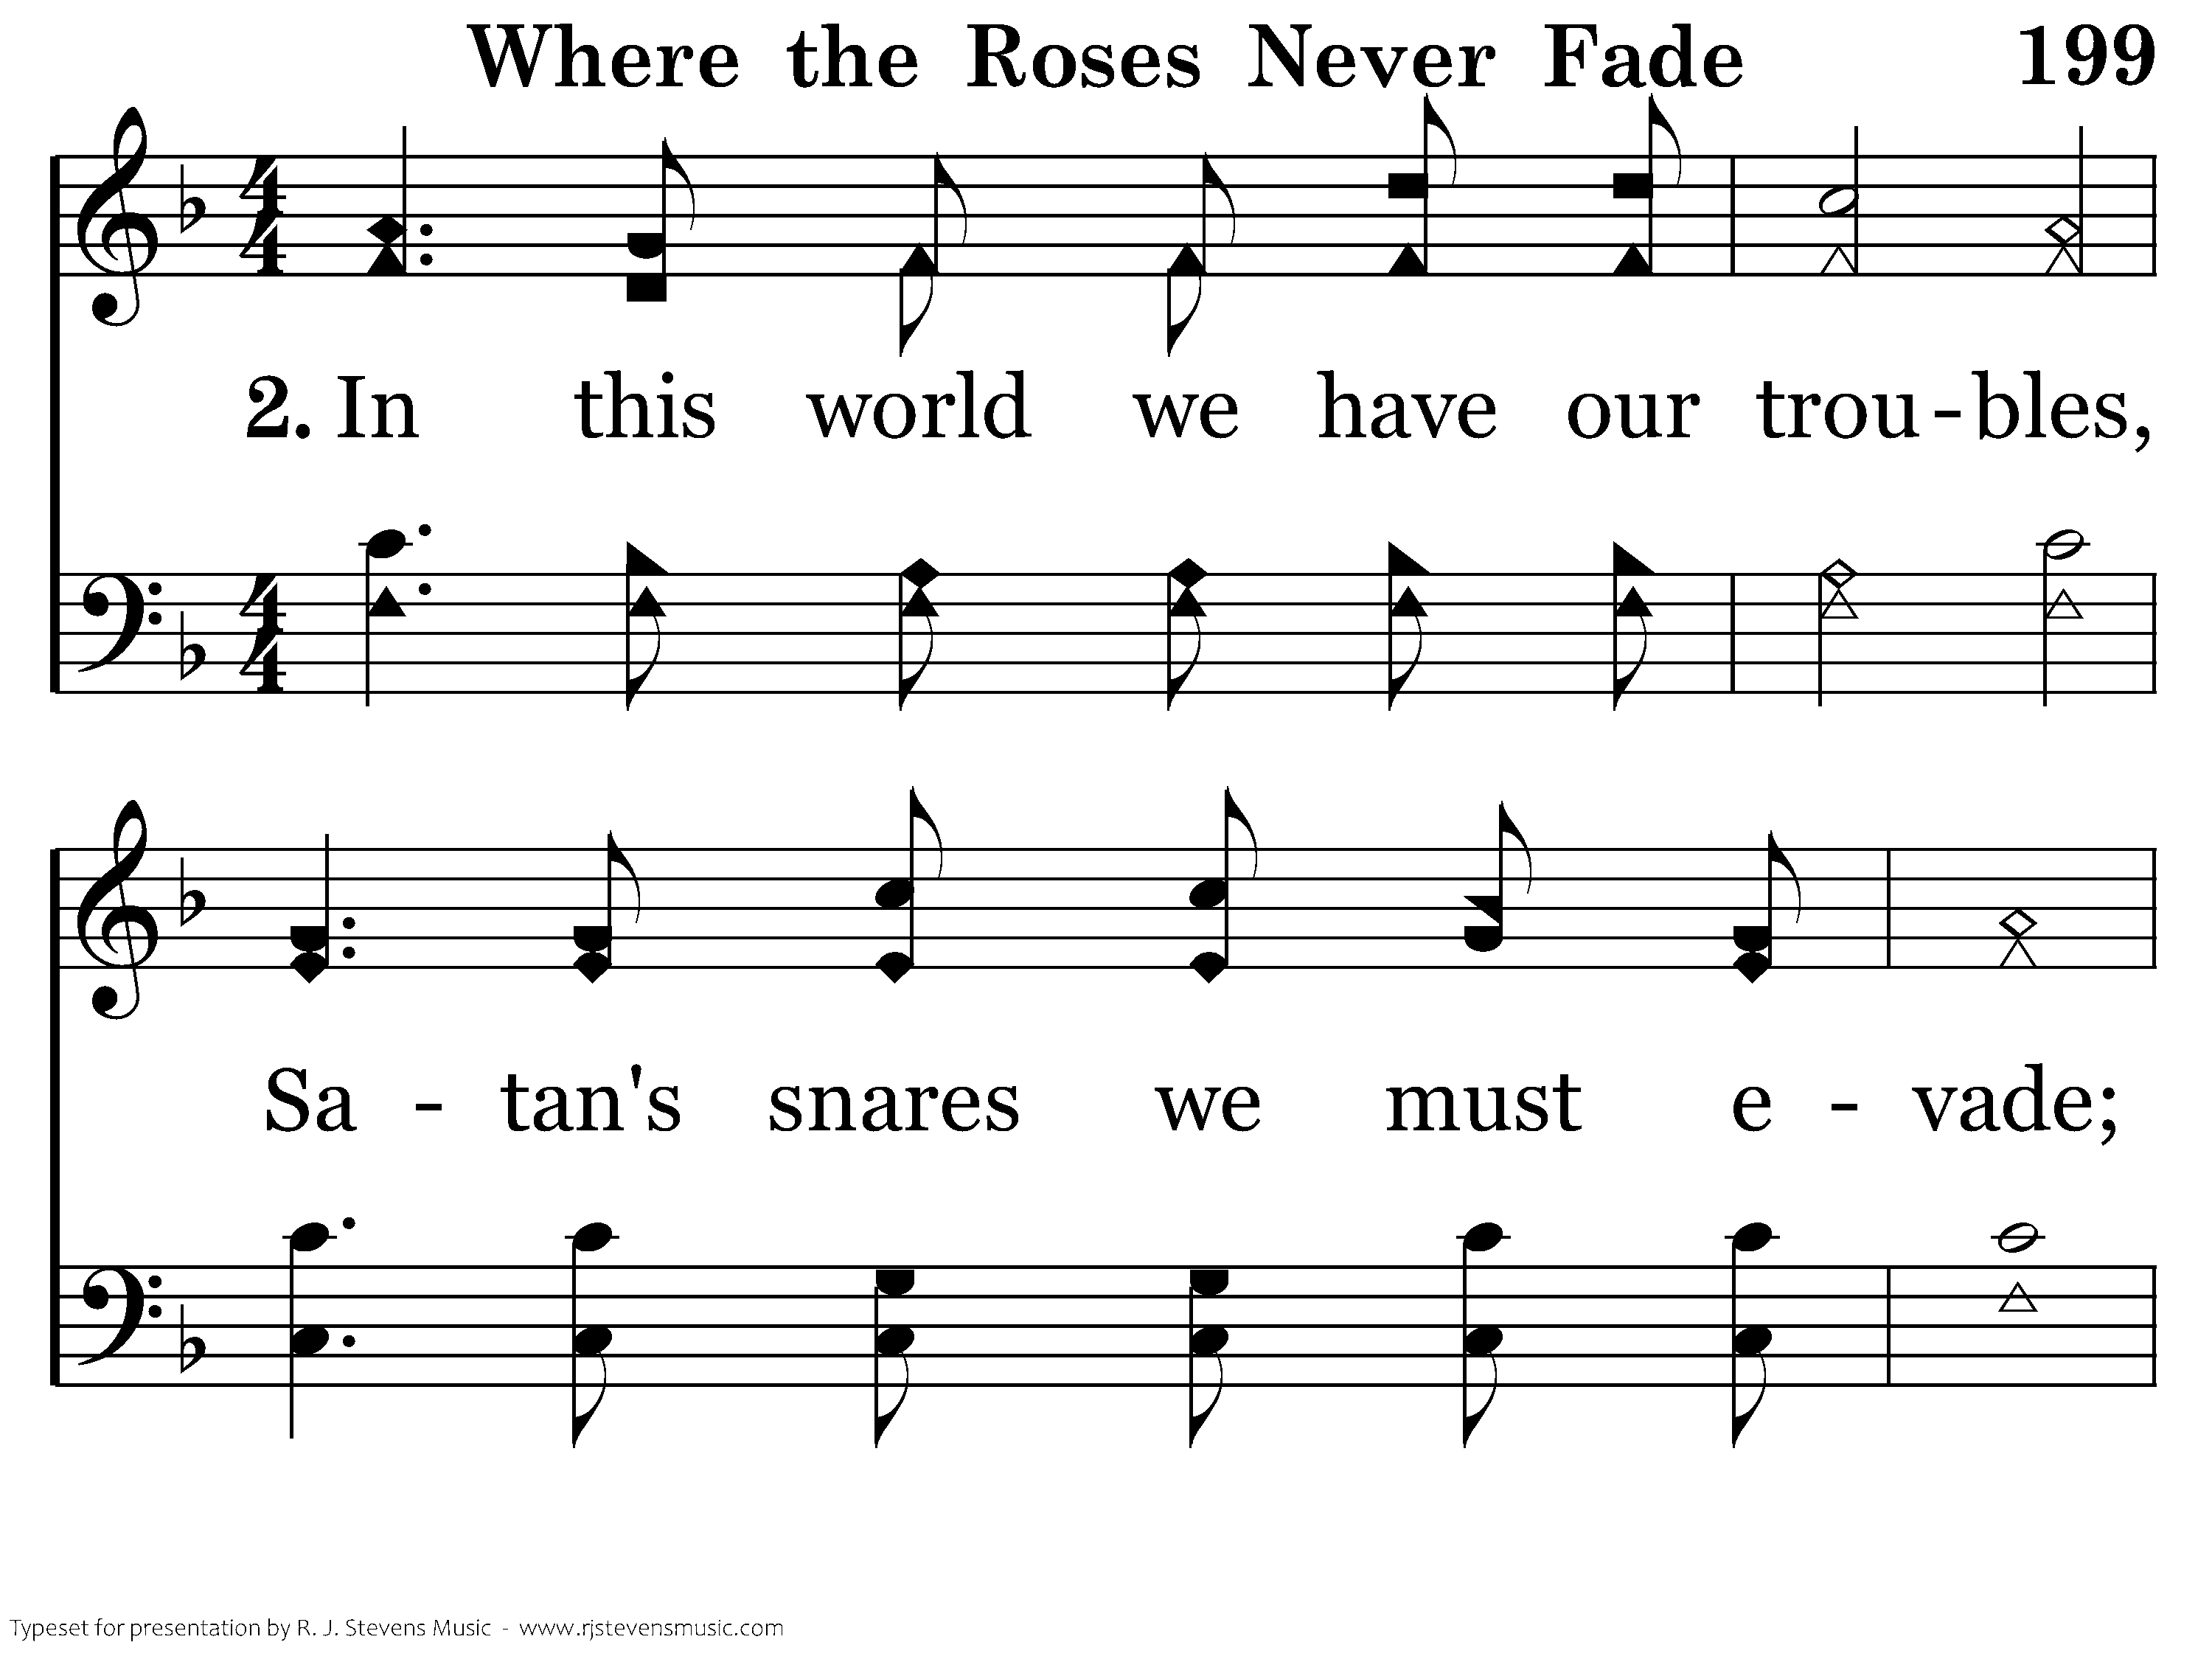 Where the Roses Never Fade 199
2. In this world we have our trou-bles,
Sa - tan's snares we must e - vade;
Typeset for presentation by R. J. Stevens Music - www.rjstevensmusic.com